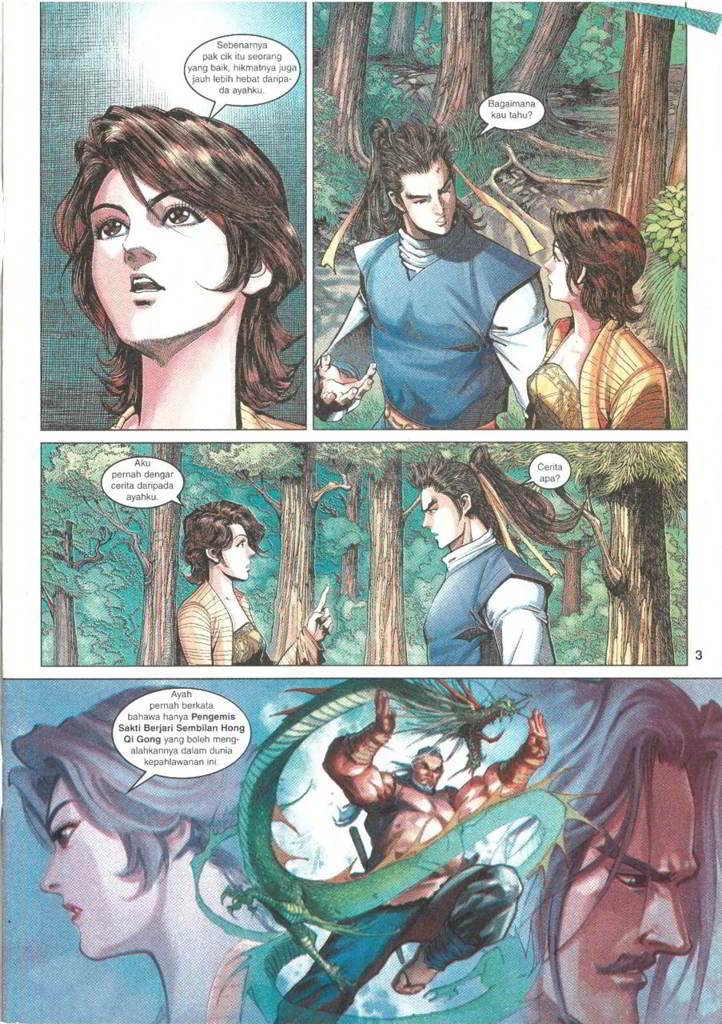 Sebenarnya
pak cik itu seorang
yang baik, hikmatnya juga
jauh lebih hebat daripa-
da ayahku.
Bagaimana
kau tahu?
Aku
pernah dengar
cerita daripada
ayahku.
Cerita
apa?
3
Ayah
pernah berkata
bahawa hanya Pengemis
Sakti Berjari Sembilan Hong
Qi Gong yang boleh meng-
alahkannya dalam dunia
kepahlawanan ini.